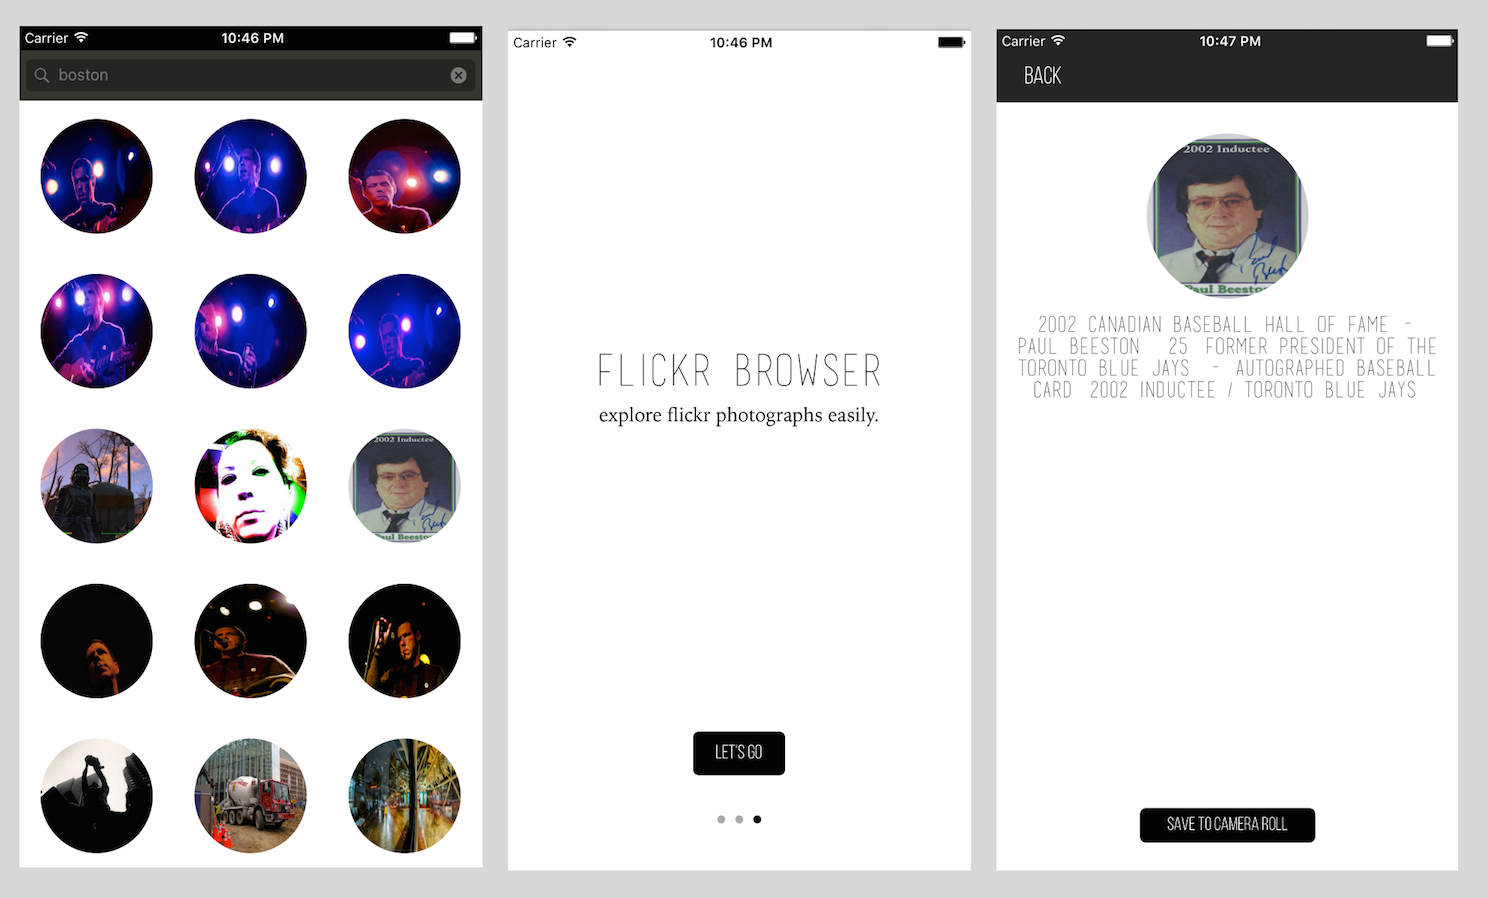 Carrier 10:46 PM
boston
2002 Inductee
Paul Beeston
Carrier 10:46 PM
FLICKR BROWSER
explore flickr photographs easily.
LET'S GO
Carrier 10:47 PM
BACK
2002 Inductee
Paul Beesto
2002 CANADIAN BASEBALL HALL OF FAME -
PAUL BEESTON 25 FORMER PRESIDENT OF THE
TORONTO BLUE JAYS - AUTOGRAPHED BASEBALL
CARD 2002 INDUCTEE / TORONTO BLUE JAYS
SAVE TO CAMERA ROLL